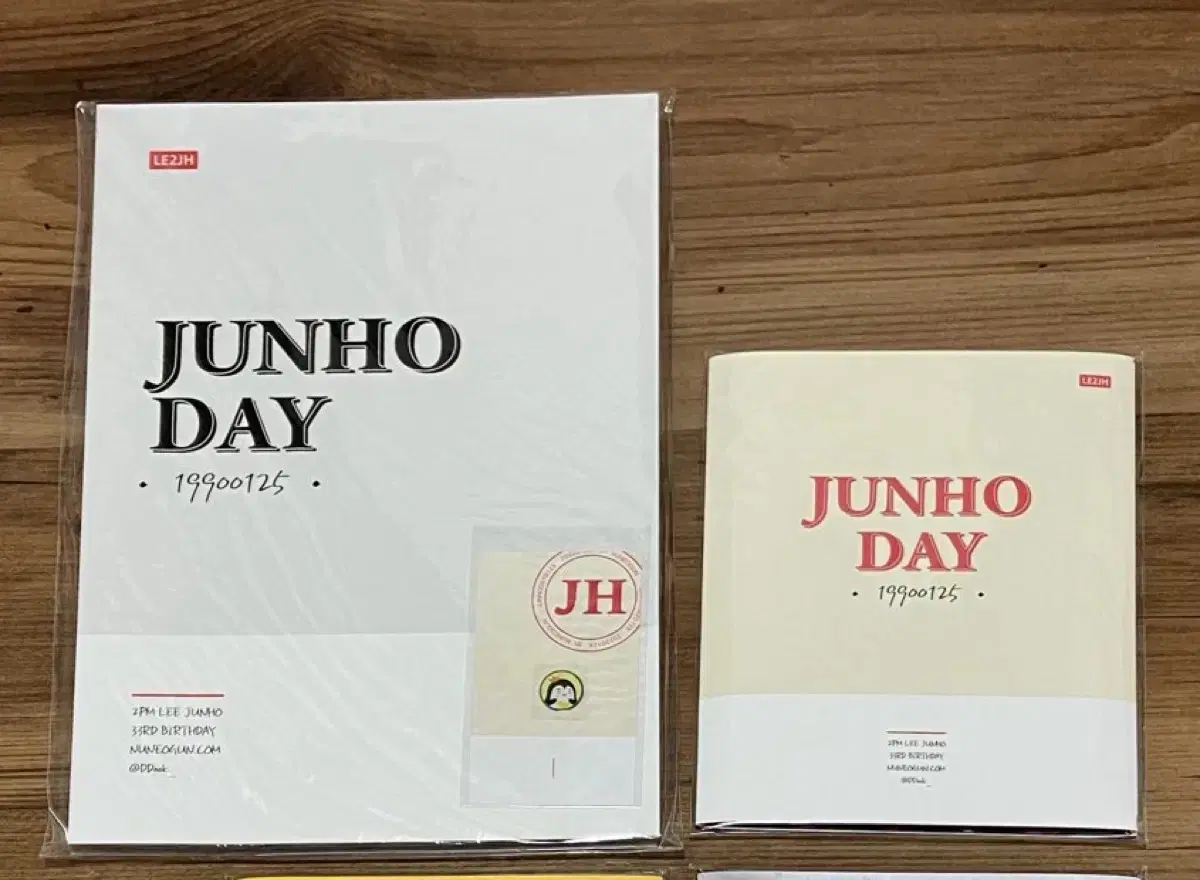 LE2JH
JUNHO
DAY
• 19900125 •
2PM LEE JUNHO
33RD BIRTHDAY
NUNEOGUN.COM
@DDook_
JH
LE2JH
JUNHO
DAY
• 19900125 •
2PM LEE JUNHO
33RD BIRTHDAY
NUNEOGUN.COM
@DDook_